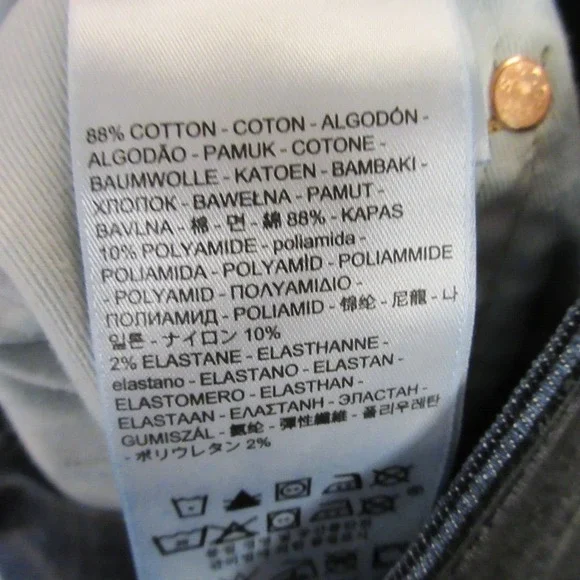 88% COTTON - COTON - ALGODÓN -
ALGODÃO - PAMUK - COTONE -
BAUMWOLLE - KATOEN - BAMBAKI -
ХЛОПОК - BAWEŁNA - PAMUT -
BAVLNA - 棉 - 면 - 綿 88% - KAPAS
10% POLYAMIDE - poliamida -
POLIAMIDA - POLYAMİD - POLIAMMIDE
- POLYAMID - ΠΟΛΥΑΜΙΔΙΟ -
ПОЛИАМИД - POLIAMID - 锦纶 - 尼龍 - 나
일론 - ナイロン 10%
2% ELASTANE - ELASTHANNE -
elastano - ELASTANO - ELASTAN -
ELASTOMERO - ELASTHAN -
ELASTAAN - ΕΛΑΣΤΑΝΗ - ЭЛАСТАН -
GUMISZÁL - 氨纶 - 彈性纖維 - 폴리우레탄
- ポリウレタン 2%